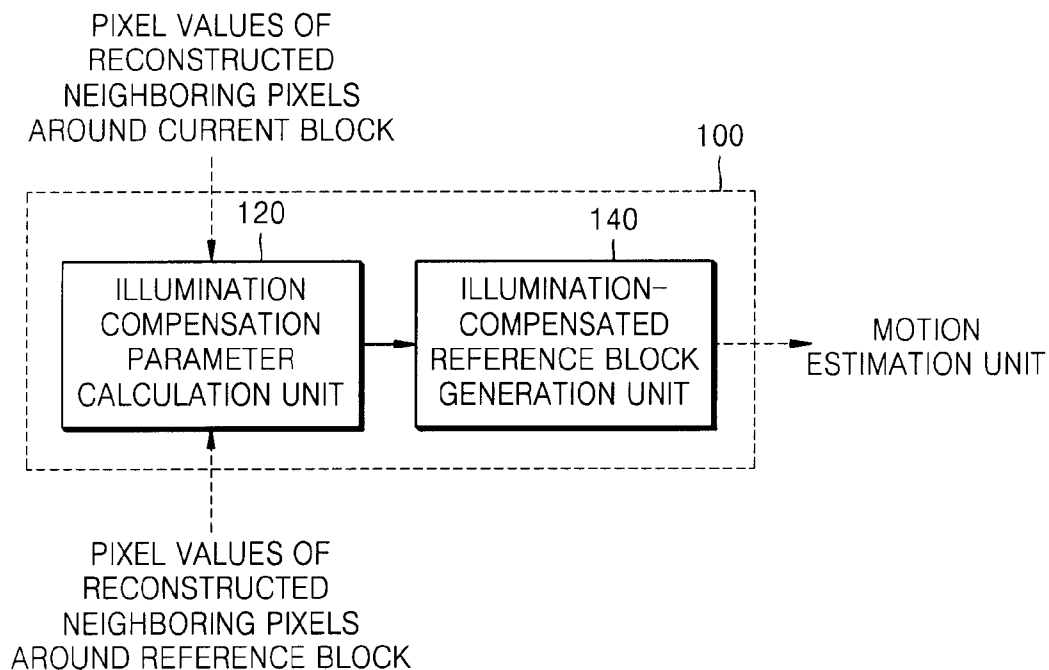 PIXEL VALUES OF
RECONSTRUCTED
NEIGHBORING PIXELS
AROUND CURRENT BLOCK
100
120
140
ILLUMINATION
COMPENSATION
PARAMETER
CALCULATION UNIT
ILLUMINATION-
COMPENSATED
REFERENCE BLOCK
GENERATION UNIT
MOTION
ESTIMATION UNIT
PIXEL VALUES OF
RECONSTRUCTED
NEIGHBORING PIXELS
AROUND REFERENCE BLOCK